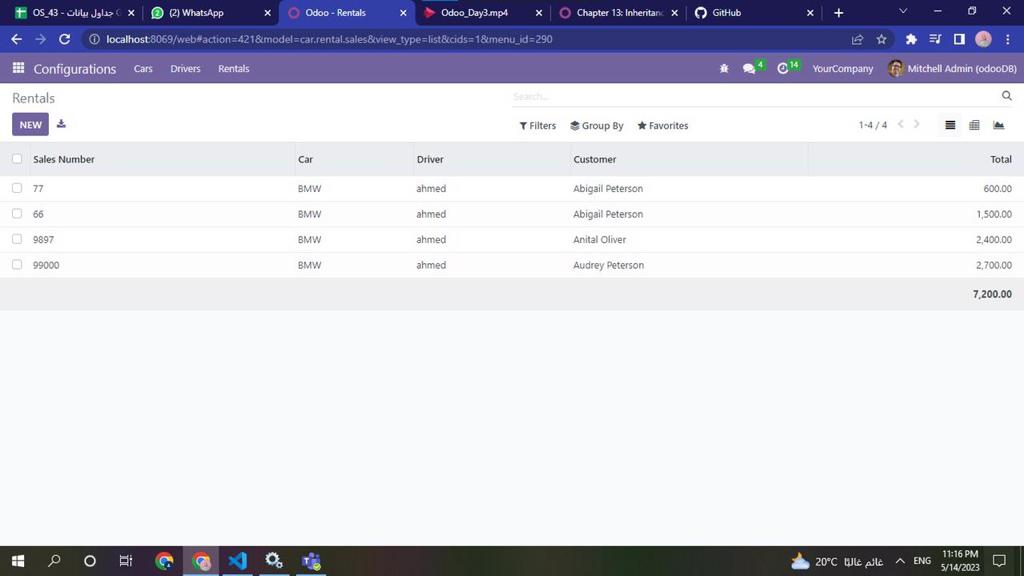 OS_43 - جداول بيانات G
(2) WhatsApp
Odoo - Rentals
Odoo_Day3.mp4
Chapter 13: Inheritanc
GitHub
localhost:8069/web#action=421&model=car.rental.sales&view_type=list&cids=1&menu_id=290
Configurations Cars Drivers Rentals 4 14 YourCompany Mitchell Admin (odooDB)
Rentals Search...
NEW Filters Group By Favorites 1-4 / 4
Sales Number Car Driver Customer Total
77 BMW ahmed Abigail Peterson 600.00
66 BMW ahmed Abigail Peterson 1,500.00
9897 BMW ahmed Anital Oliver 2,400.00
99000 BMW ahmed Audrey Peterson 2,700.00
7,200.00
20°C غائم غالبًا ENG 11:16 PM
5/14/2023